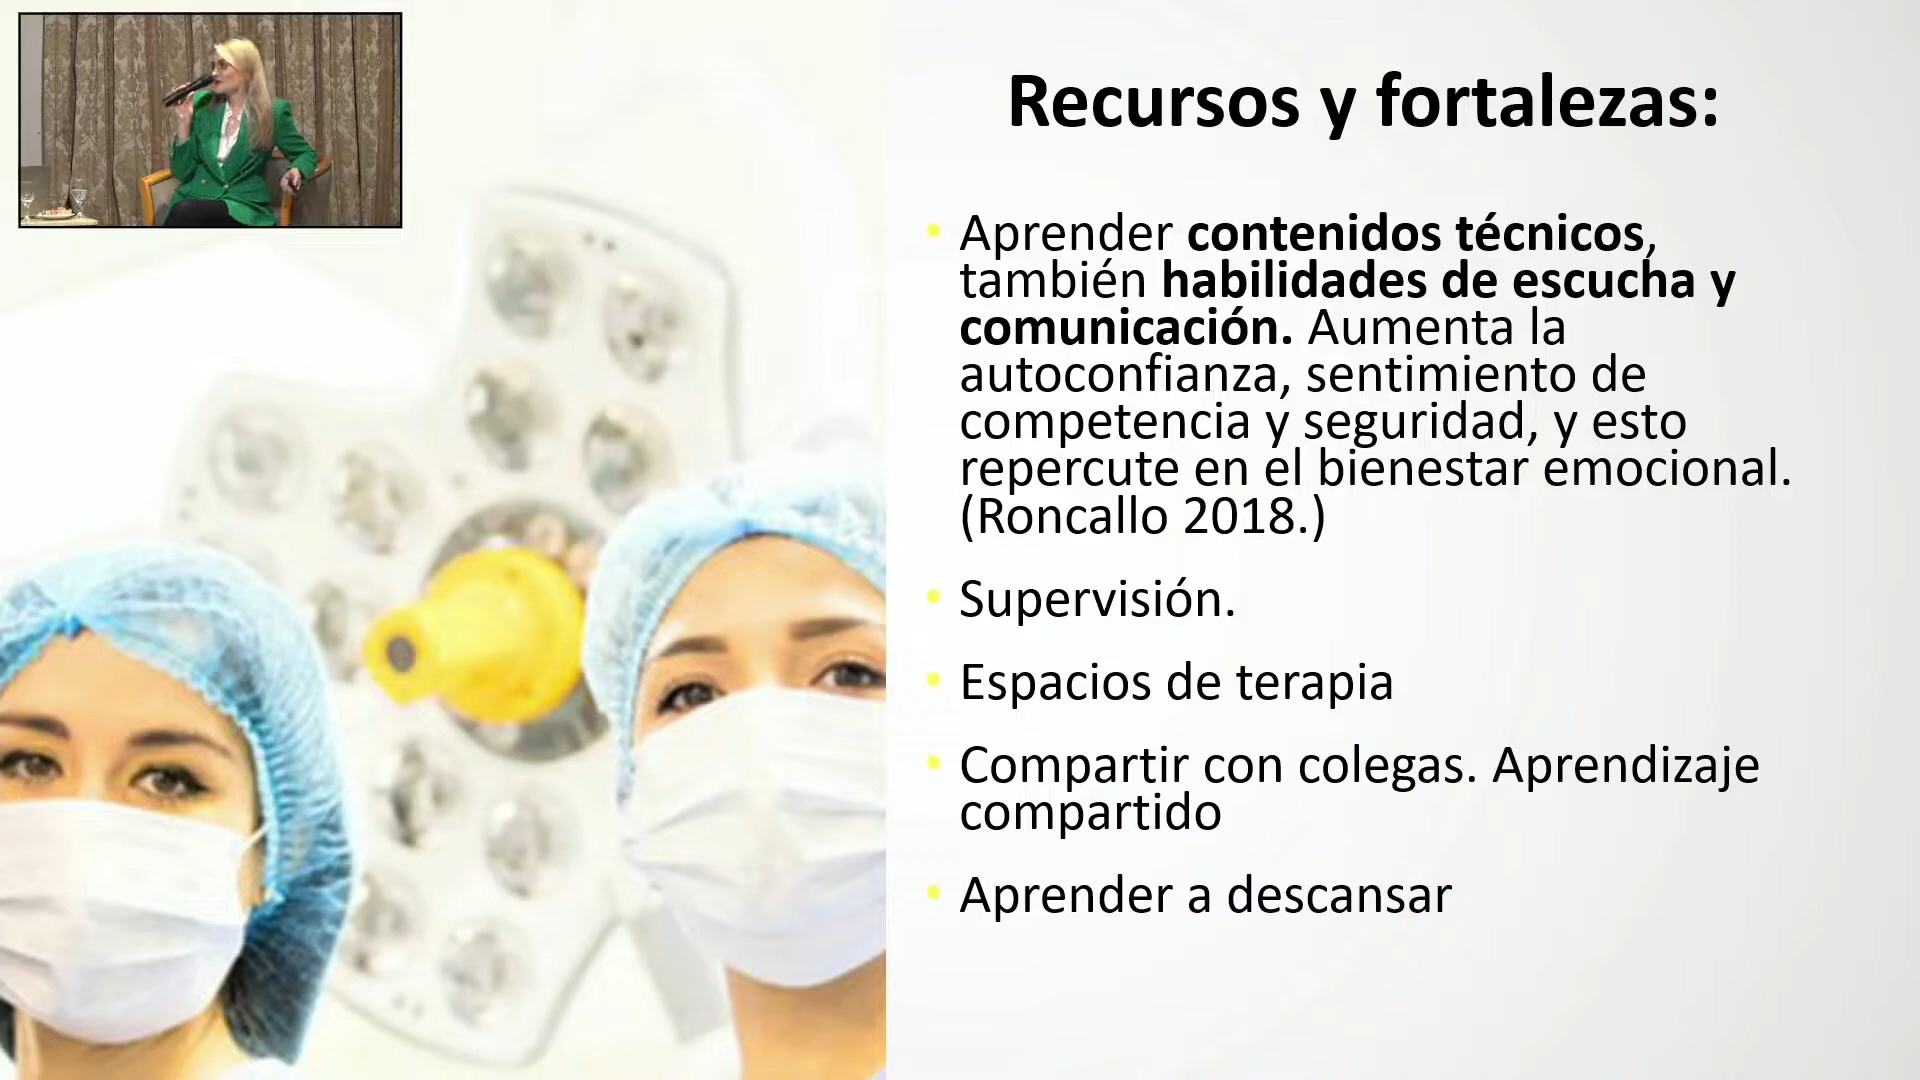 Recursos y fortalezas:
Aprender contenidos técnicos,
también habilidades de escucha y
comunicación. Aumenta la
autoconfianza, sentimiento de
competencia y seguridad, y esto
repercute en el bienestar emocional.
(Roncallo 2018.)
Supervisión.
Espacios de terapia
Compartir con colegas. Aprendizaje
compartido
Aprender a descansar